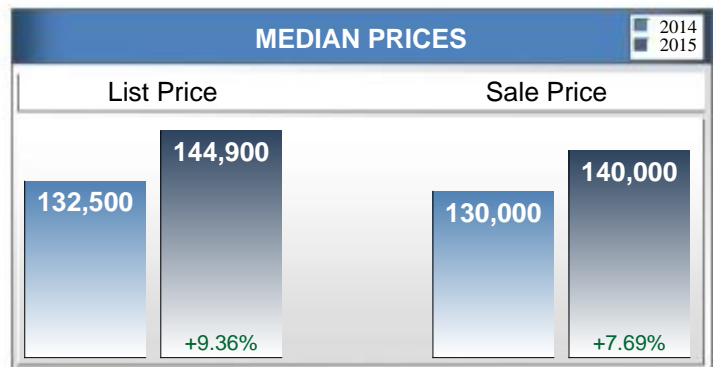 MEDIAN PRICES
2014
2015
List Price
Sale Price
132,500
144,900
+9.36%
130,000
140,000
+7.69%